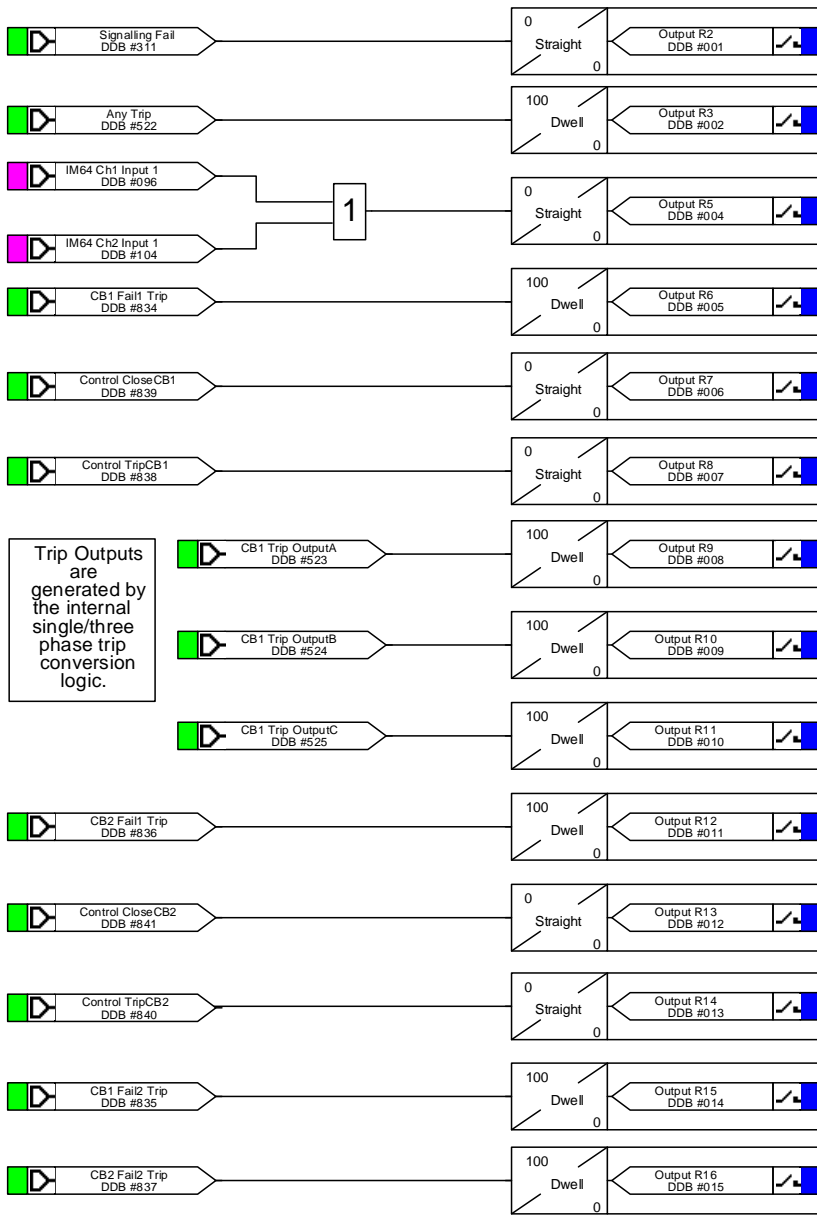 Signalling Fail
DDB #311
0
Straight
0
Output R2
DDB #001
Any Trip
DDB #522
100
Dwell
0
Output R3
DDB #002
IM64 Ch1 Input 1
DDB #096
IM64 Ch2 Input 1
DDB #104
1
0
Straight
0
Output R5
DDB #004
CB1 Fail1 Trip
DDB #834
100
Dwell
0
Output R6
DDB #005
Control CloseCB1
DDB #839
0
Straight
0
Output R7
DDB #006
Control TripCB1
DDB #838
0
Straight
0
Output R8
DDB #007
Trip Outputs
are
generated by
the internal
single/three
phase trip
conversion
logic.
CB1 Trip OutputA
DDB #523
100
Dwell
0
Output R9
DDB #008
CB1 Trip OutputB
DDB #524
100
Dwell
0
Output R10
DDB #009
CB1 Trip OutputC
DDB #525
100
Dwell
0
Output R11
DDB #010
CB2 Fail1 Trip
DDB #836
100
Dwell
0
Output R12
DDB #011
Control CloseCB2
DDB #841
0
Straight
0
Output R13
DDB #012
Control TripCB2
DDB #840
0
Straight
0
Output R14
DDB #013
CB1 Fail2 Trip
DDB #835
100
Dwell
0
Output R15
DDB #014
CB2 Fail2 Trip
DDB #837
100
Dwell
0
Output R16
DDB #015